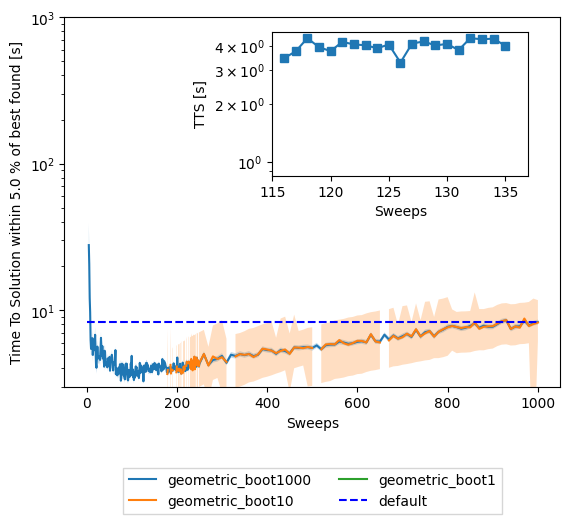 10³
10²
10¹
Time To Solution within 5.0 % of best found [s]
4 × 10⁰
3 × 10⁰
2 × 10⁰
10⁰
TTS [s]
115 120 125 130 135
Sweeps
0 200 400 600 800 1000
Sweeps
geometric_boot1000 geometric_boot1
geometric_boot10 default